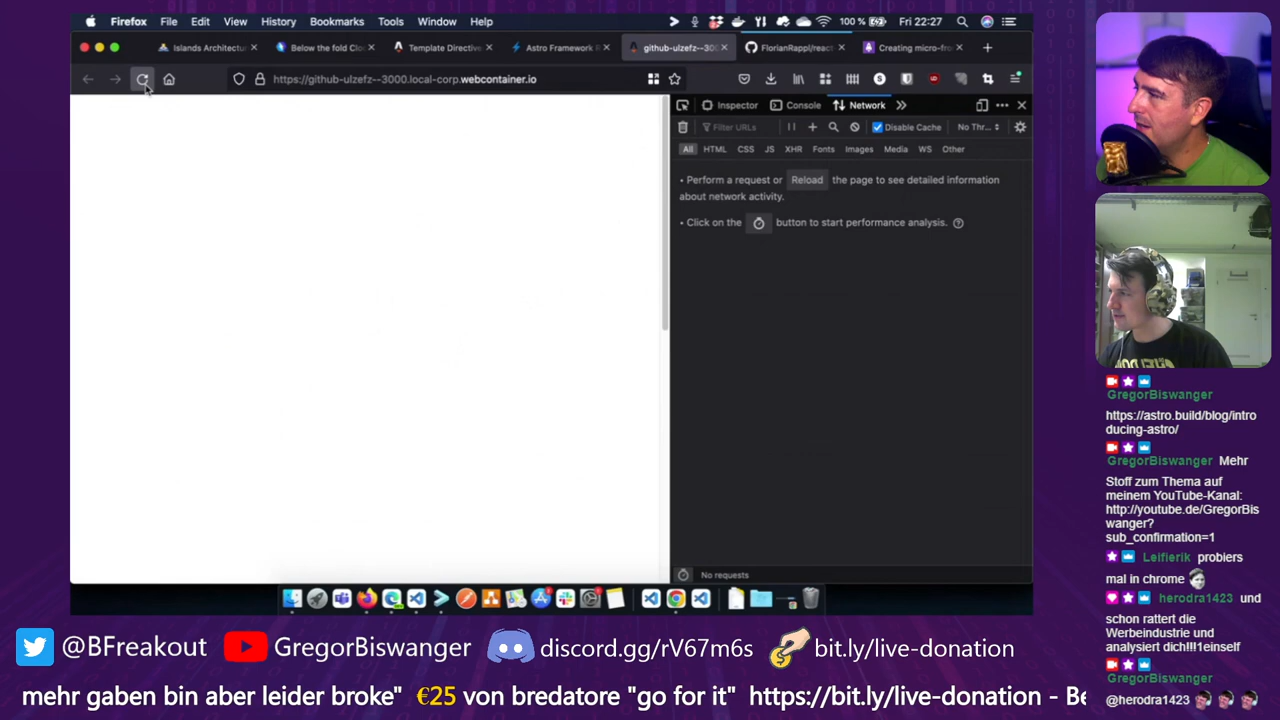 Firefox File Edit View History Bookmarks Tools Window Help
100 % Fri 22:27
Islands Architectu
Below the fold Clo
Template Directive
Astro Framework R
github-ulzefz--300
FlorianRappl/react
Creating micro-fro
https://github-ulzefz--3000.local-corp.webcontainer.io
Inspector Console Network
Filter URLs Disable Cache No Thr...
All HTML CSS JS XHR Fonts Images Media WS Other
• Perform a request or Reload the page to see detailed information
about network activity.
• Click on the button to start performance analysis.
No requests
GregorBiswanger
https://astro.build/blog/intro
ducing-astro/
GregorBiswanger Mehr
Stoff zum Thema auf
meinem YouTube-Kanal:
http://youtube.de/GregorBis
wanger?
sub_confirmation=1
Leifierik probiers
mal in chrome
herodra1423 und
schon rattert die
Werbeindustrie und
analysiert dich!!!1einself
GregorBiswanger
@herodra1423
@BFreakout GregorBiswanger discord.gg/rV67m6s bit.ly/live-donation
mehr gaben bin aber leider broke" €25 von bredatore "go for it" https://bit.ly/live-donation - Be